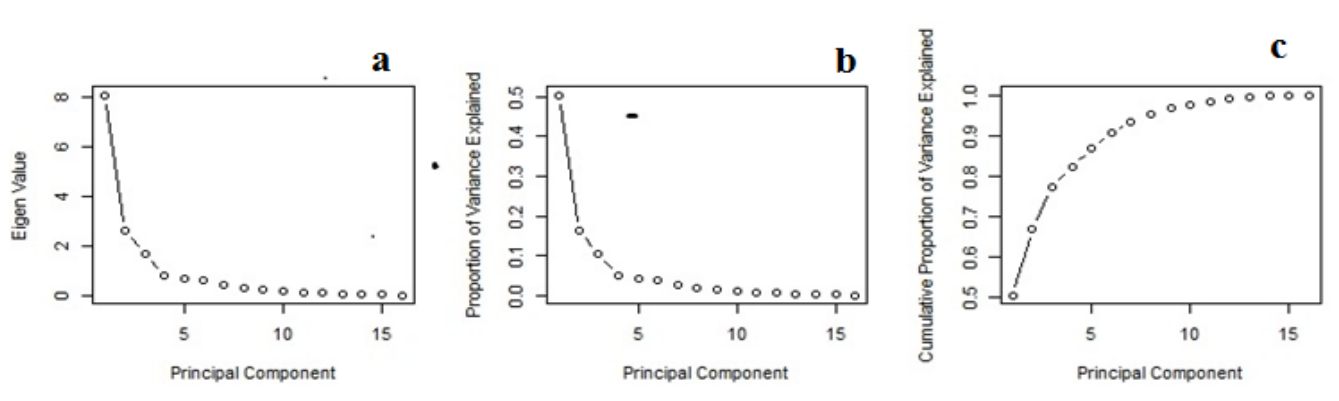 a
Eigen Value
8
6
4
2
0
5 10 15
Principal Component
b
Proportion of Variance Explained
0.5
0.4
0.3
0.2
0.1
0.0
5 10 15
Principal Component
c
Cumulative Proportion of Variance Explained
1.0
0.9
0.8
0.7
0.6
0.5
5 10 15
Principal Component